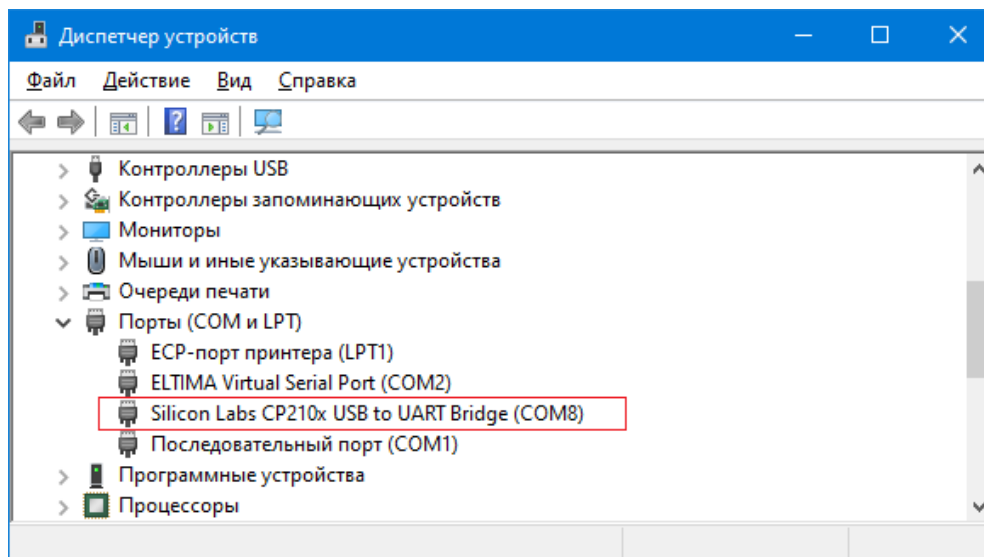 Диспетчер устройств
Файл Действие Вид Справка
Контроллеры USB
Контроллеры запоминающих устройств
Мониторы
Мыши и иные указывающие устройства
Очереди печати
Порты (COM и LPT)
ECP-порт принтера (LPT1)
ELTIMA Virtual Serial Port (COM2)
Silicon Labs CP210x USB to UART Bridge (COM8)
Последовательный порт (COM1)
Программные устройства
Процессоры